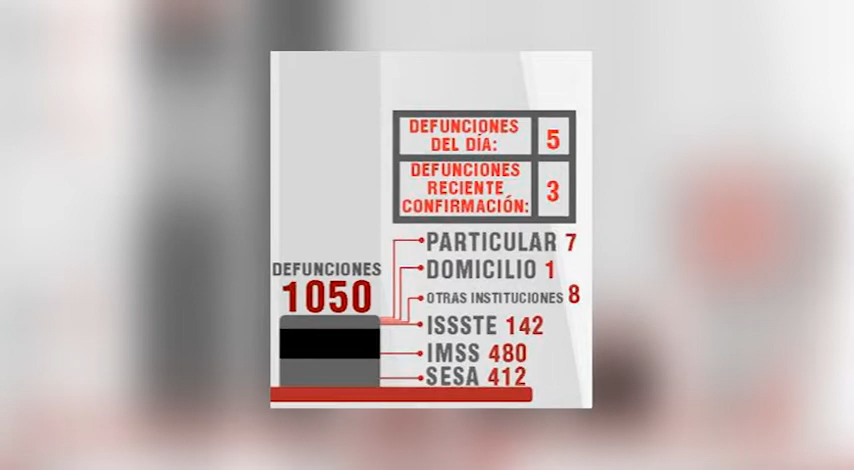 DEFUNCIONES
DEL DÍA:
5
DEFUNCIONES
RECIENTE
CONFIRMACIÓN:
3
PARTICULAR 7
DOMICILIO 1
OTRAS INSTITUCIONES 8
ISSSTE 142
IMSS 480
SESA 412
DEFUNCIONES
1050